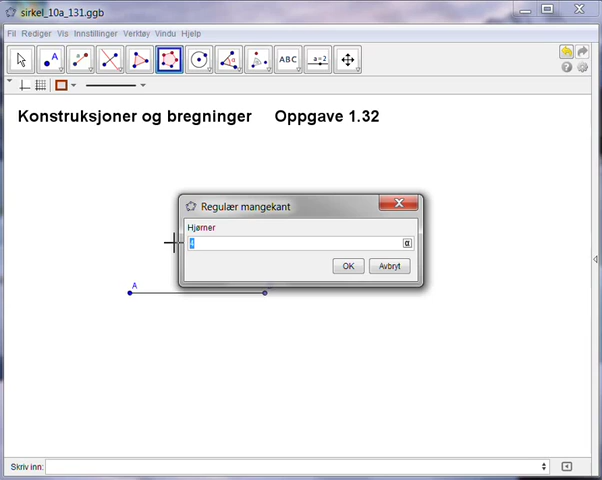 sirkel_10a_131.ggb
Fil Rediger Vis Innstillinger Verktøy Vindu Hjelp
A α ABC a=2
Konstruksjoner og bregninger Oppgave 1.32
Regulær mangekant
Hjørner
4
α
OK Avbryt
A
Skriv inn: